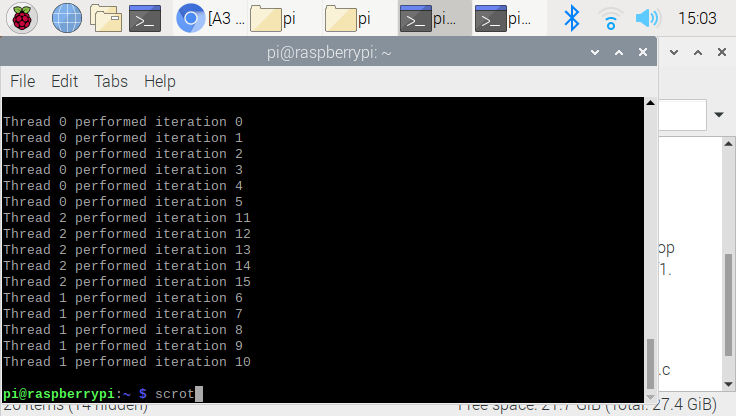 [A3 ...
pi
pi
pi...
pi...
15:03
pi@raspberrypi: ~
File Edit Tabs Help
Thread 0 performed iteration 0
Thread 0 performed iteration 1
Thread 0 performed iteration 2
Thread 0 performed iteration 3
Thread 0 performed iteration 4
Thread 0 performed iteration 5
Thread 2 performed iteration 11
Thread 2 performed iteration 12
Thread 2 performed iteration 13
Thread 2 performed iteration 14
Thread 2 performed iteration 15
Thread 1 performed iteration 6
Thread 1 performed iteration 7
Thread 1 performed iteration 8
Thread 1 performed iteration 9
Thread 1 performed iteration 10
pi@raspberrypi:~ $ scrot
op
1.
.c
20 items (14 hidden)
Free space: 21.7 GiB (Total: 27.4 GiB)